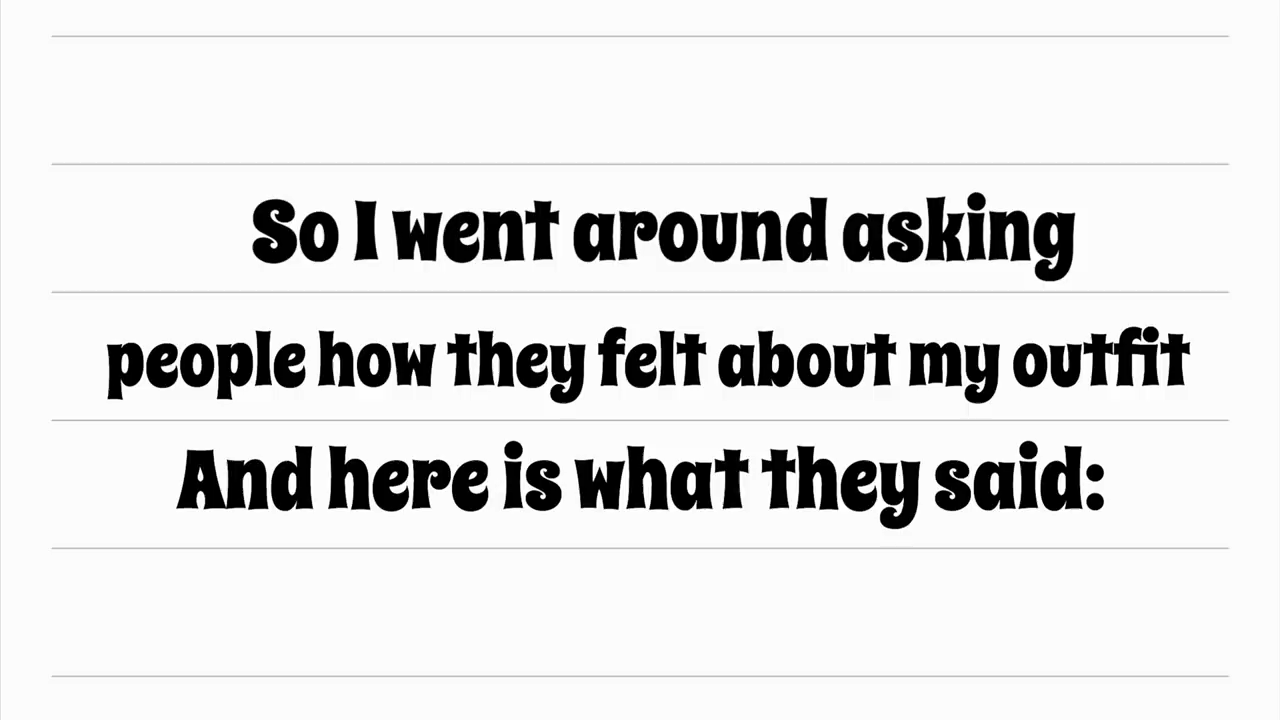 So I went around asking
people how they felt about my outfit
And here is what they said: